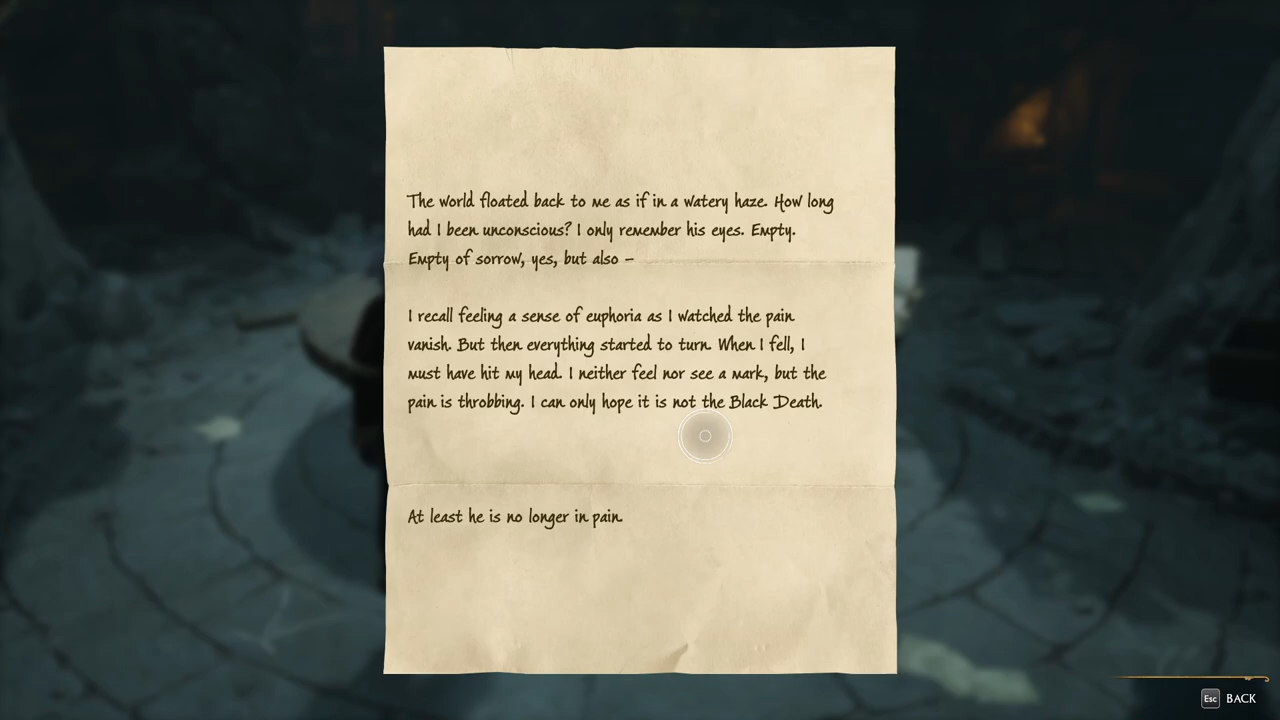 The world floated back to me as if in a watery haze. How long
had I been unconscious? I only remember his eyes. Empty.
Empty of sorrow, yes, but also –
I recall feeling a sense of euphoria as I watched the pain
vanish. But then everything started to turn. When I fell, I
must have hit my head. I neither feel nor see a mark, but the
pain is throbbing. I can only hope it is not the Black Death.
At least he is no longer in pain.
Esc BACK